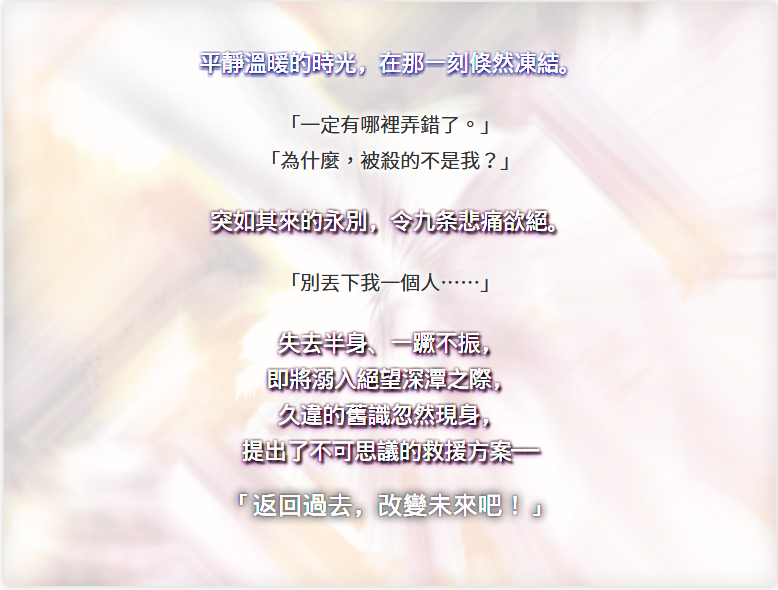 平靜溫暖的時光，在那一刻倏然凍結。
「一定有哪裡弄錯了。」
「為什麼，被殺的不是我？」
突如其來的永別，令九条悲痛欲絕。
「別丟下我一個人……」
失去半身、一蹶不振，
即將溺入絕望深潭之際，
久違的舊識忽然現身，
提出了不可思議的救援方案──
「返回過去，改變未來吧！」